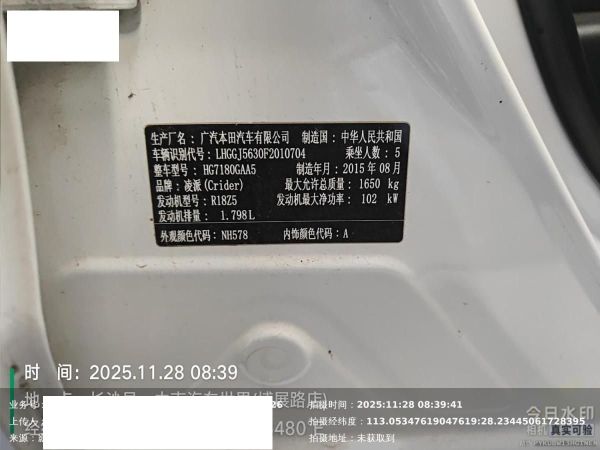 生产厂名：广汽本田汽车有限公司 制造国：中华人民共和国
车辆识别代号：LHGGJ5630F2010704 乘坐人数：5
整车型号：HG7180GAA5 制造年月：2015年08月
品牌：凌派(Crider) 最大允许总质量：1650 kg
发动机型号：R18Z5 发动机最大净功率：102 kW
发动机排量：1.798L
外观颜色代码：NH578 内饰颜色代码：A
时 间：2025.11.28 08:39
拍摄时间：2025:11:28 08:39:41
拍摄经纬度：113.05347619047619:28.23445061728395
来源：
拍摄地址：未获取到
今日水印
相机 真实可验